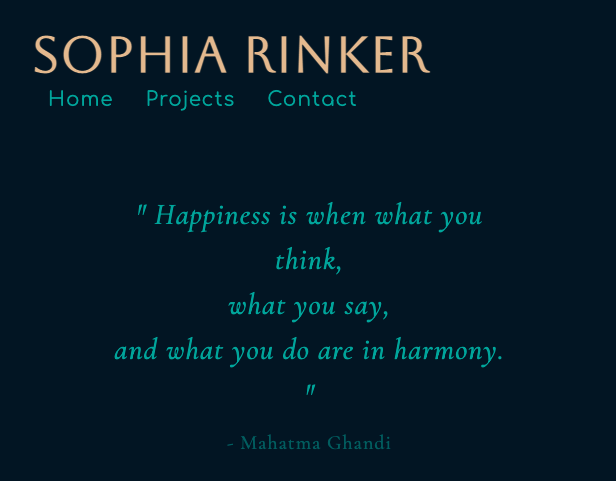 SOPHIA RINKER
Home Projects Contact
" Happiness is when what you
think,
what you say,
and what you do are in harmony.
"
- Mahatma Ghandi